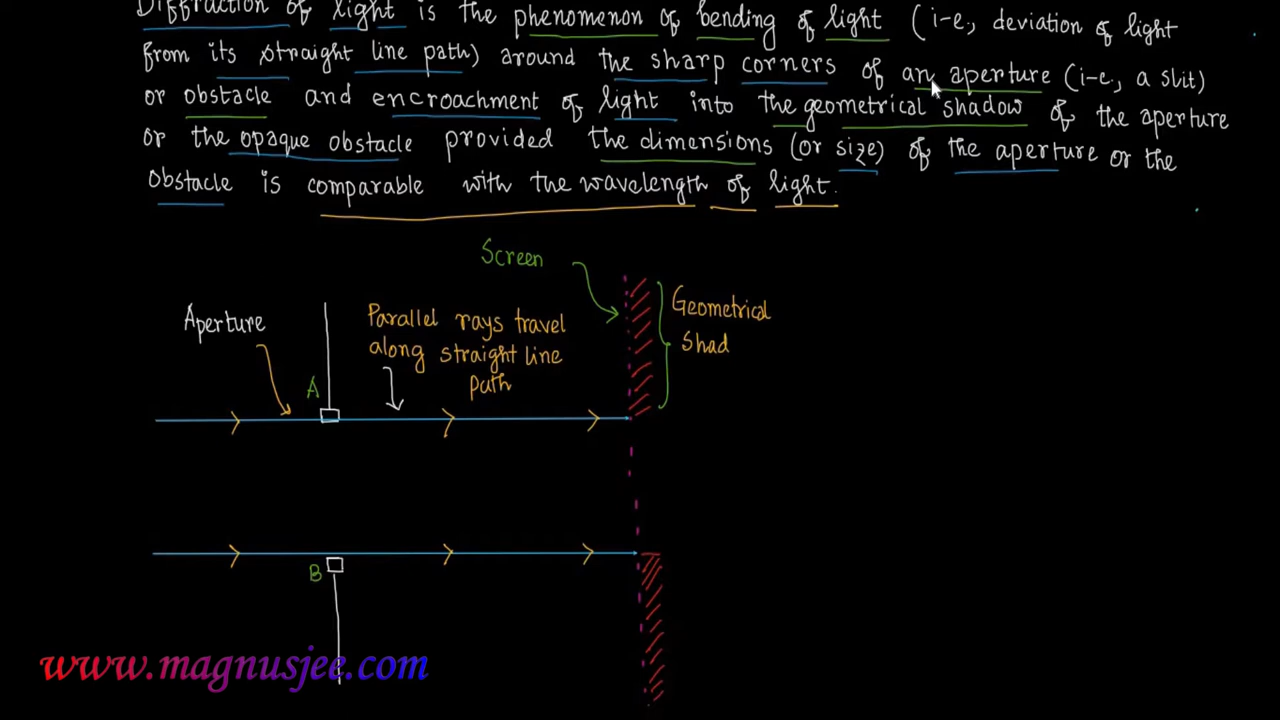 Diffraction of light is the phenomenon of bending of light (i-e, deviation of light
from its straight line path) around the sharp corners of an aperture (i-e., a slit)
or obstacle and encroachment of light into the geometrical shadow of the aperture
or the opaque obstacle provided the dimensions (or size) of the aperture or the
obstacle is comparable with the wavelength of light.
Screen
Geometrical
Shad
Aperture
Parallel rays travel
along straight line
path
A
B
www.magnusjee.com